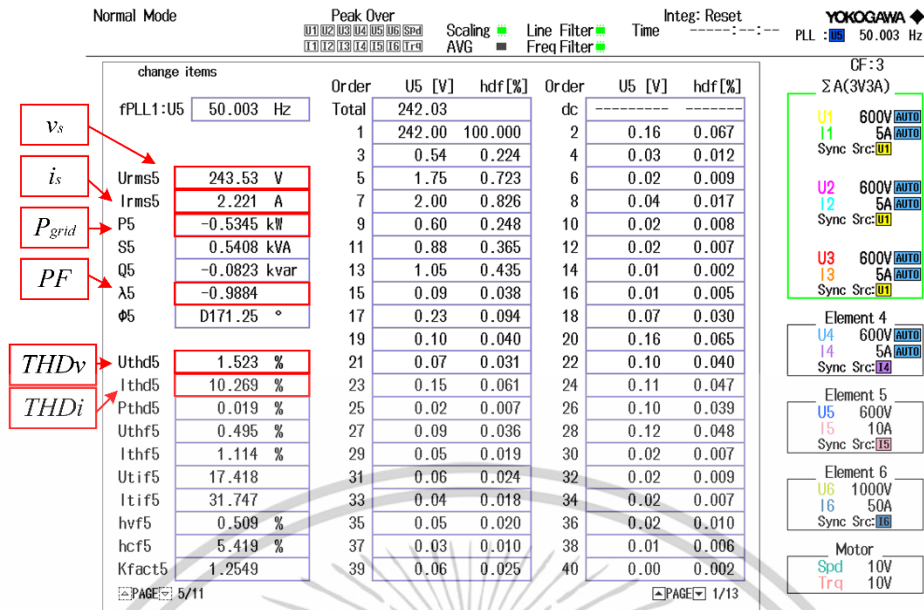 Normal Mode
Peak Over
U1 U2 U3 U4 U5 U6 Spd
I1 I2 I3 I4 I5 I6 Trq
Scaling
AVG
Line Filter
Freq Filter
Integ: Reset
Time -----:--:--
YOKOGAWA
PLL : U5 50.003 Hz
change items
fPLL1:U5 50.003 Hz
vs
is
Pgrid
PF
THDv
THDi
Urms5 243.53 V
Irms5 2.221 A
P5 -0.5345 kW
S5 0.5408 kVA
Q5 -0.0823 kvar
λ5 -0.9884
Φ5 D171.25 °
Uthd5 1.523 %
Ithd5 10.269 %
Pthd5 0.019 %
Uthf5 0.495 %
Ithf5 1.114 %
Utif5 17.418
Itif5 31.747
hvf5 0.509 %
hcf5 5.419 %
Kfact5 1.2549
PAGE 5/11
Order U5 [V] hdf[%]
Total 242.03
1 242.00 100.000
3 0.54 0.224
5 1.75 0.723
7 2.00 0.826
9 0.60 0.248
11 0.88 0.365
13 1.05 0.435
15 0.09 0.038
17 0.23 0.094
19 0.10 0.040
21 0.07 0.031
23 0.15 0.061
25 0.02 0.007
27 0.09 0.036
29 0.05 0.019
31 0.06 0.024
33 0.04 0.018
35 0.05 0.020
37 0.03 0.010
39 0.06 0.025
Order U5 [V] hdf[%]
dc --------- -------
2 0.16 0.067
4 0.03 0.012
6 0.02 0.009
8 0.04 0.017
10 0.02 0.008
12 0.02 0.007
14 0.01 0.002
16 0.01 0.005
18 0.07 0.030
20 0.16 0.065
22 0.10 0.040
24 0.11 0.047
26 0.10 0.039
28 0.12 0.048
30 0.02 0.007
32 0.02 0.009
34 0.02 0.007
36 0.02 0.010
38 0.01 0.006
40 0.00 0.002
PAGE 1/13
CF:3
ΣA(3V3A)
U1 600V AUTO
I1 5A AUTO
Sync Src:U1
U2 600V AUTO
I2 5A AUTO
Sync Src:U1
U3 600V AUTO
I3 5A AUTO
Sync Src:U1
Element 4
U4 600V AUTO
I4 5A AUTO
Sync Src:I4
Element 5
U5 600V
I5 10A
Sync Src:I5
Element 6
U6 1000V
I6 50A
Sync Src:I6
Motor
Spd 10V
Trq 10V